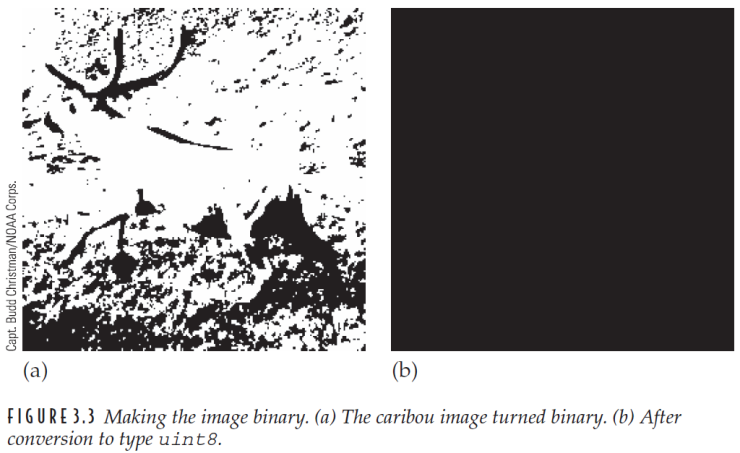 Capt. Budd Christman/NOAA Corps.
(a)
(b)
FIGURE 3.3 Making the image binary. (a) The caribou image turned binary. (b) After
conversion to type uint8.